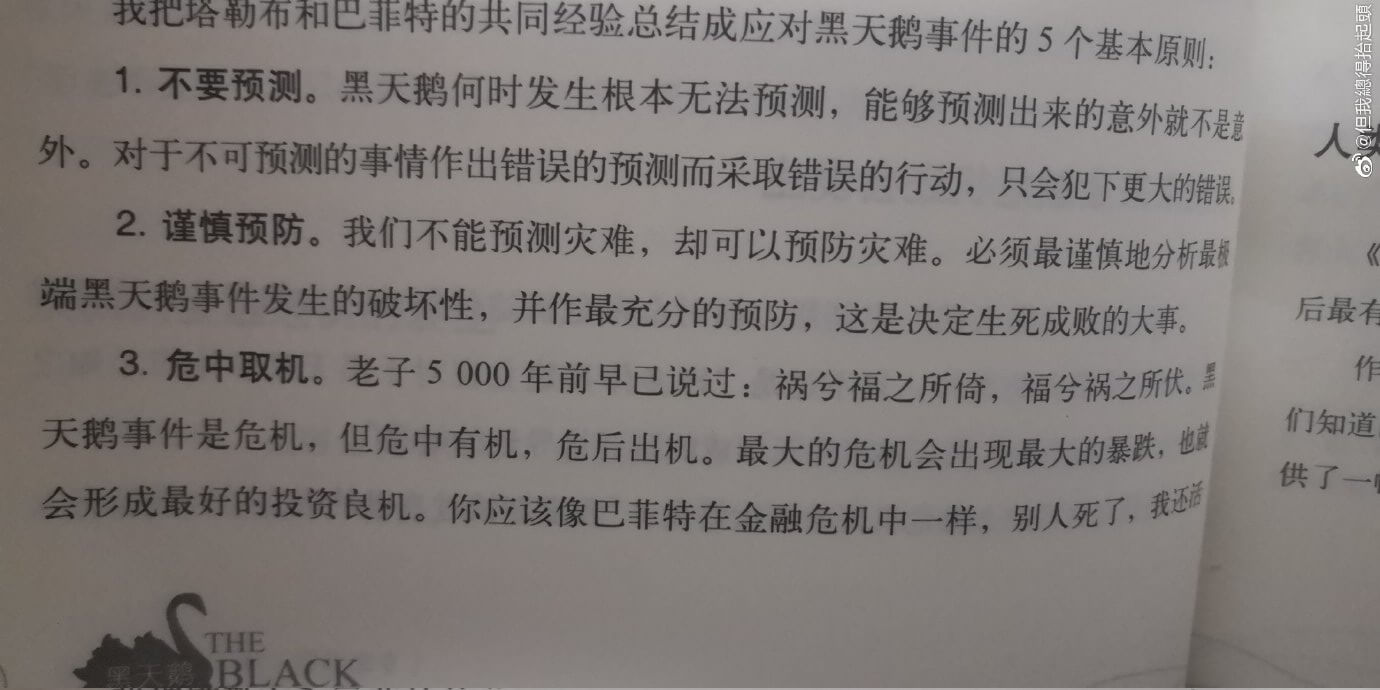 我把塔勒布和巴菲特的共同经验总结成应对黑天鹅事件的 5 个基本原则：
1. 不要预测。黑天鹅何时发生根本无法预测，能够预测出来的意外就不是意
外。对于不可预测的事情作出错误的预测而采取错误的行动，只会犯下更大的错误。
2. 谨慎预防。我们不能预测灾难，却可以预防灾难。必须最谨慎地分析最极
端黑天鹅事件发生的破坏性，并作最充分的预防，这是决定生死成败的大事。
3. 危中取机。老子 5 000 年前早已说过：祸兮福之所倚，福兮祸之所伏。黑
天鹅事件是危机，但危中有机，危后出机。最大的危机会出现最大的暴跌，也就
会形成最好的投资良机。你应该像巴菲特在金融危机中一样，别人死了，我还活
THE
黑天鹅 BLACK
人
《
后最有
作
们知道
供了一
@但我總得抬起頭